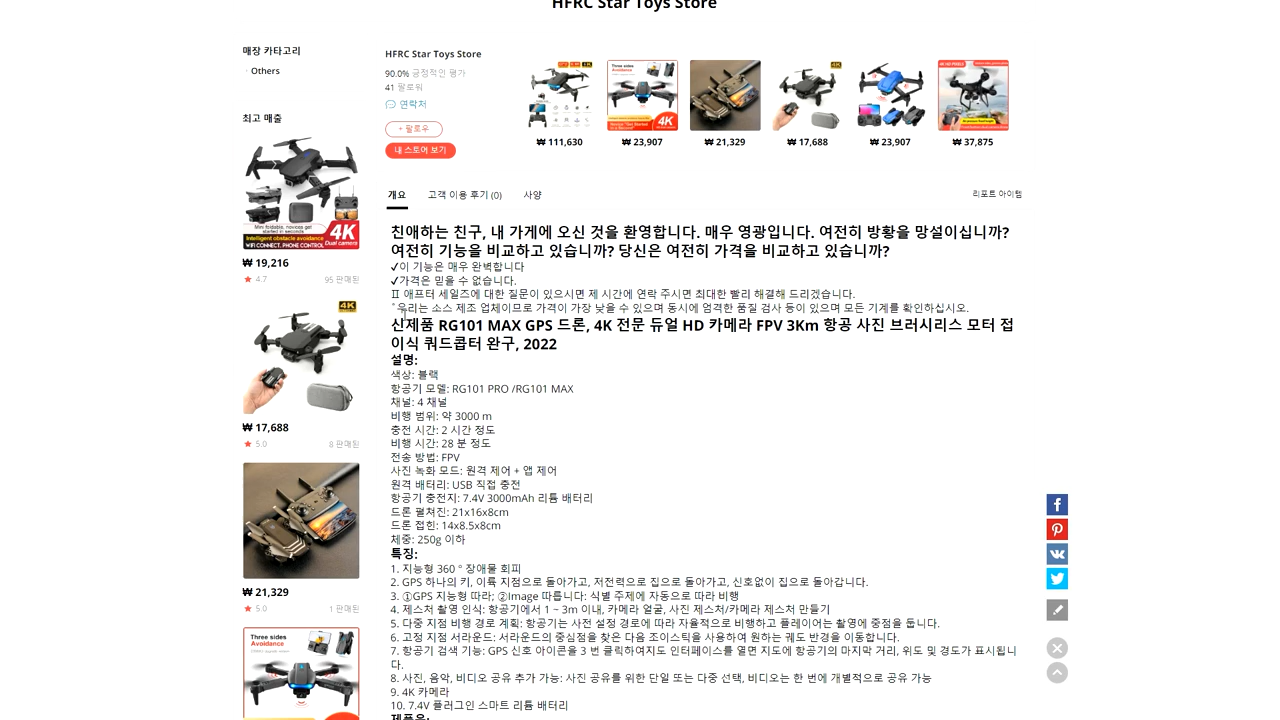 HFRC Star Toys Store
매장 카타고리
Others
최고 매출
₩ 19,216
4.7
95 판매된
₩ 17,688
5.0
8 판매된
₩ 21,329
5.0
1 판매된
Three sides
Avoidance
HFRC Star Toys Store
90.0% 긍정적인 평가
41 팔로워
연락처
+ 팔로우
내 스토어 보기
₩ 111,630
₩ 23,907
₩ 21,329
₩ 17,688
₩ 23,907
₩ 37,875
개요
고객 이용 후기 (0)
사양
리포트 아이템
친애하는 친구, 내 가게에 오신 것을 환영합니다. 매우 영광입니다. 여전히 방황을 망설이십니까?
여전히 기능을 비교하고 있습니까? 당신은 여전히 가격을 비교하고 있습니까?
✓이 기능은 매우 완벽합니다
✓가격은 믿을 수 없습니다.
♊ 애프터 세일즈에 대한 질문이 있으시면 제 시간에 연락 주시면 최대한 빨리 해결해 드리겠습니다.
우리는 소스 제조 업체이므로 가격이 가장 낮을 수 있으며 동시에 엄격한 품질 검사 등이 있으며 모든 기계를 확인하십시오.
신제품 RG101 MAX GPS 드론, 4K 전문 듀얼 HD 카메라 FPV 3Km 항공 사진 브러시리스 모터 접
이식 쿼드콥터 완구, 2022
설명:
색상: 블랙
항공기 모델: RG101 PRO /RG101 MAX
채널: 4 채널
비행 범위: 약 3000 m
충전 시간: 2 시간 정도
비행 시간: 28 분 정도
전송 방법: FPV
사진 녹화 모드: 원격 제어 + 앱 제어
원격 배터리: USB 직접 충전
항공기 충전지: 7.4V 3000mAh 리튬 배터리
드론 펼쳐진: 21x16x8cm
드론 접힌: 14x8.5x8cm
체중: 250g 이하
특징:
1. 지능형 360 ° 장애물 회피
2. GPS 하나의 키, 이륙 지점으로 돌아가고, 저전력으로 집으로 돌아가고, 신호없이 집으로 돌아갑니다.
3. ①GPS 지능형 따라; ②Image 따릅니다: 식별 주제에 자동으로 따라 비행
4. 제스처 촬영 인식: 항공기에서 1 ~ 3m 이내, 카메라 얼굴, 사진 제스처/카메라 제스처 만들기
5. 다중 지점 비행 경로 계획: 항공기는 사전 설정 경로에 따라 자율적으로 비행하고 플레이어는 촬영에 중점을 둡니다.
6. 고정 지점 서라운드: 서라운드의 중심점을 찾은 다음 조이스틱을 사용하여 원하는 궤도 반경을 이동합니다.
7. 항공기 검색 기능: GPS 신호 아이콘을 3 번 클릭하여지도 인터페이스를 열면 지도에 항공기의 마지막 거리, 위도 및 경도가 표시됩니
다.
8. 사진, 음악, 비디오 공유 추가 가능: 사진 공유를 위한 단일 또는 다중 선택, 비디오는 한 번에 개별적으로 공유 가능
9. 4K 카메라
10. 7.4V 플러그인 스마트 리튬 배터리